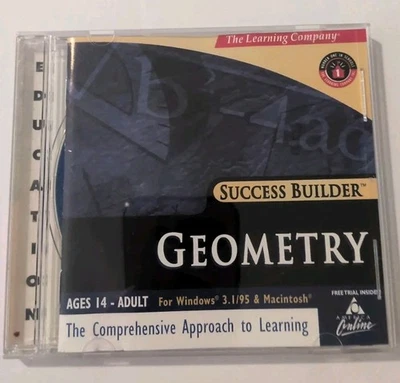 The Learning Company®
EDUCATION
b - 4ac
SUCCESS BUILDER™
GEOMETRY
AGES 14 - ADULT For Windows® 3.1/95 & Macintosh®
FREE TRIAL INSIDE!
AMERICA
Online
The Comprehensive Approach to Learning